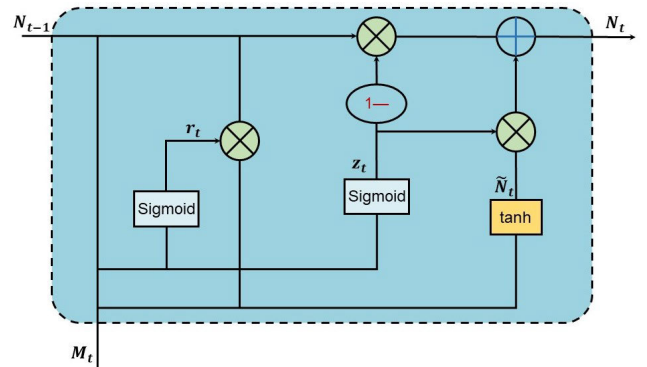 N_{t-1}
N_t
1—
r_t
z_t
Ñ_t
Sigmoid
Sigmoid
tanh
M_t